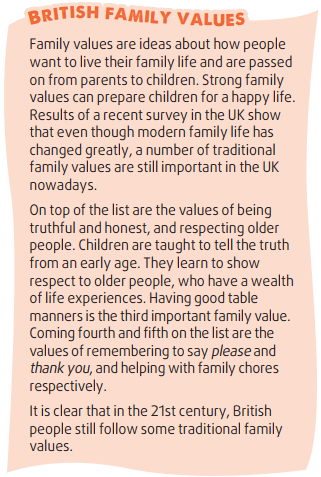 BRITISH FAMILY VALUES
Family values are ideas about how people
want to live their family life and are passed
on from parents to children. Strong family
values can prepare children for a happy life.
Results of a recent survey in the UK show
that even though modern family life has
changed greatly, a number of traditional
family values are still important in the UK
nowadays.
On top of the list are the values of being
truthful and honest, and respecting older
people. Children are taught to tell the truth
from an early age. They learn to show
respect to older people, who have a wealth
of life experiences. Having good table
manners is the third important family value.
Coming fourth and fifth on the list are the
values of remembering to say please and
thank you, and helping with family chores
respectively.
It is clear that in the 21st century, British
people still follow some traditional family
values.